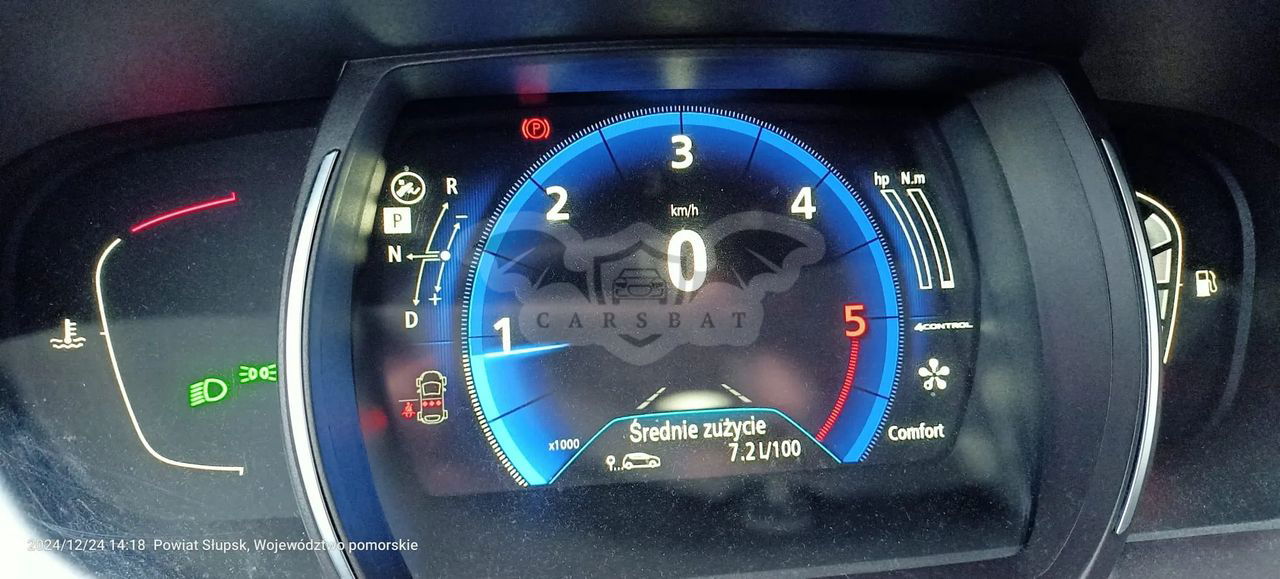 3
2
4
km/h
0
hp N.m
R
P
N
-
+
D
CARSBAT
1
5
4CONTROL
x1000
Średnie zużycie
7.2 l/100
Comfort
P
2024/12/24 14:18 Powiat Słupsk, Województwo pomorskie